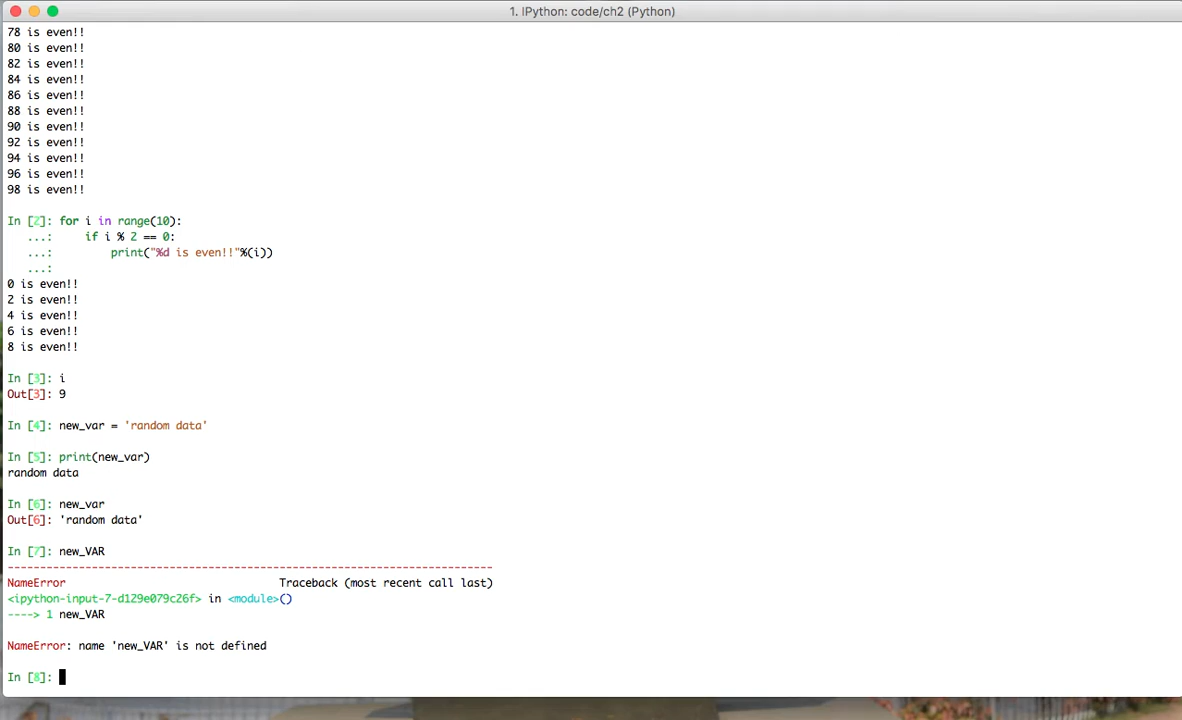 1. IPython: code/ch2 (Python)
78 is even!!
80 is even!!
82 is even!!
84 is even!!
86 is even!!
88 is even!!
90 is even!!
92 is even!!
94 is even!!
96 is even!!
98 is even!!
In [2]: for i in range(10):
...: if i % 2 == 0:
...: print("%d is even!!"%(i))
...:
0 is even!!
2 is even!!
4 is even!!
6 is even!!
8 is even!!
In [3]: i
Out[3]: 9
In [4]: new_var = 'random data'
In [5]: print(new_var)
random data
In [6]: new_var
Out[6]: 'random data'
In [7]: new_VAR
---------------------------------------------------------------------------
NameError Traceback (most recent call last)
<ipython-input-7-d129e079c26f> in <module>()
----> 1 new_VAR
NameError: name 'new_VAR' is not defined
In [8]: